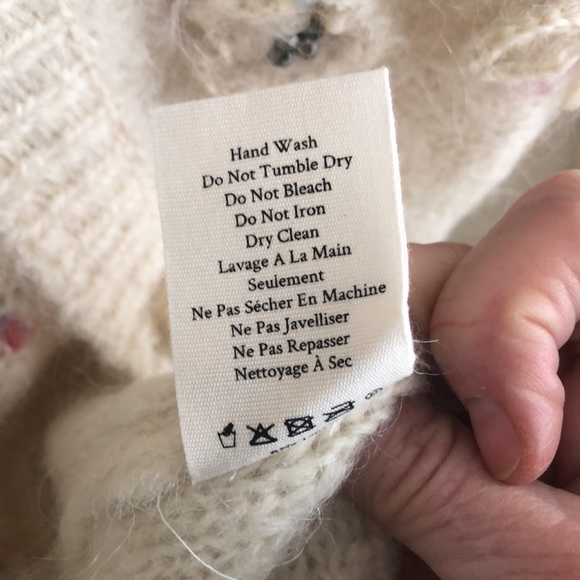 Hand Wash
Do Not Tumble Dry
Do Not Bleach
Do Not Iron
Dry Clean
Lavage A La Main
Seulement
Ne Pas Sécher En Machine
Ne Pas Javelliser
Ne Pas Repasser
Nettoyage À Sec